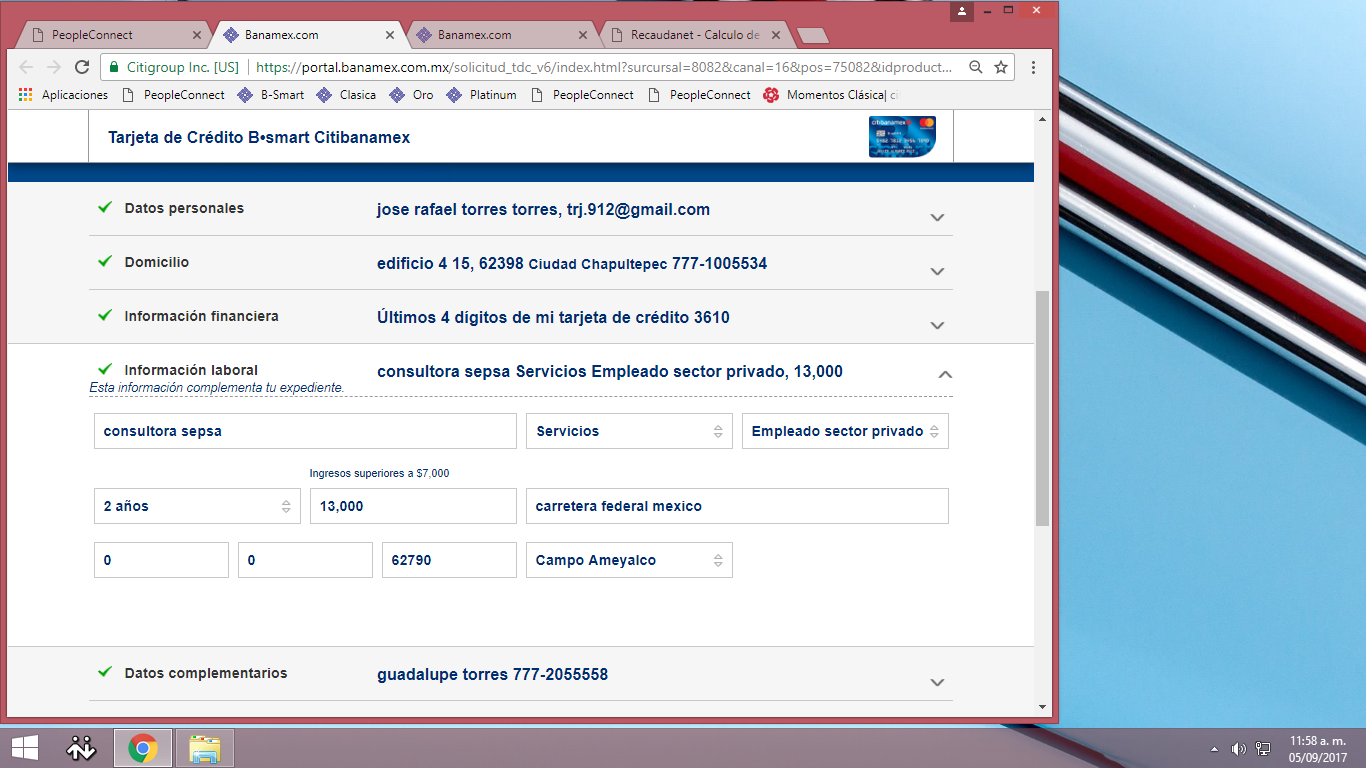 PeopleConnect
Banamex.com
Banamex.com
Recaudanet - Calculo de
Citigroup Inc. [US] https://portal.banamex.com.mx/solicitud_tdc_v6/index.html?surcursal=8082&canal=16&pos=75082&idproduct...
Aplicaciones PeopleConnect B-Smart Clasica Oro Platinum PeopleConnect PeopleConnect Momentos Clásica| ci
Tarjeta de Crédito B•smart Citibanamex
citibanamex
Datos personales jose rafael torres torres, trj.912@gmail.com
Domicilio edificio 4 15, 62398 Ciudad Chapultepec 777-1005534
Información financiera Últimos 4 digitos de mi tarjeta de crédito 3610
Información laboral consultora sepsa Servicios Empleado sector privado, 13,000
Esta información complementa tu expediente.
consultora sepsa Servicios Empleado sector privado
Ingresos superiores a $7,000
2 años 13,000 carretera federal mexico
0 0 62790 Campo Ameyalco
Datos complementarios guadalupe torres 777-2055558
11:58 a. m.
05/09/2017